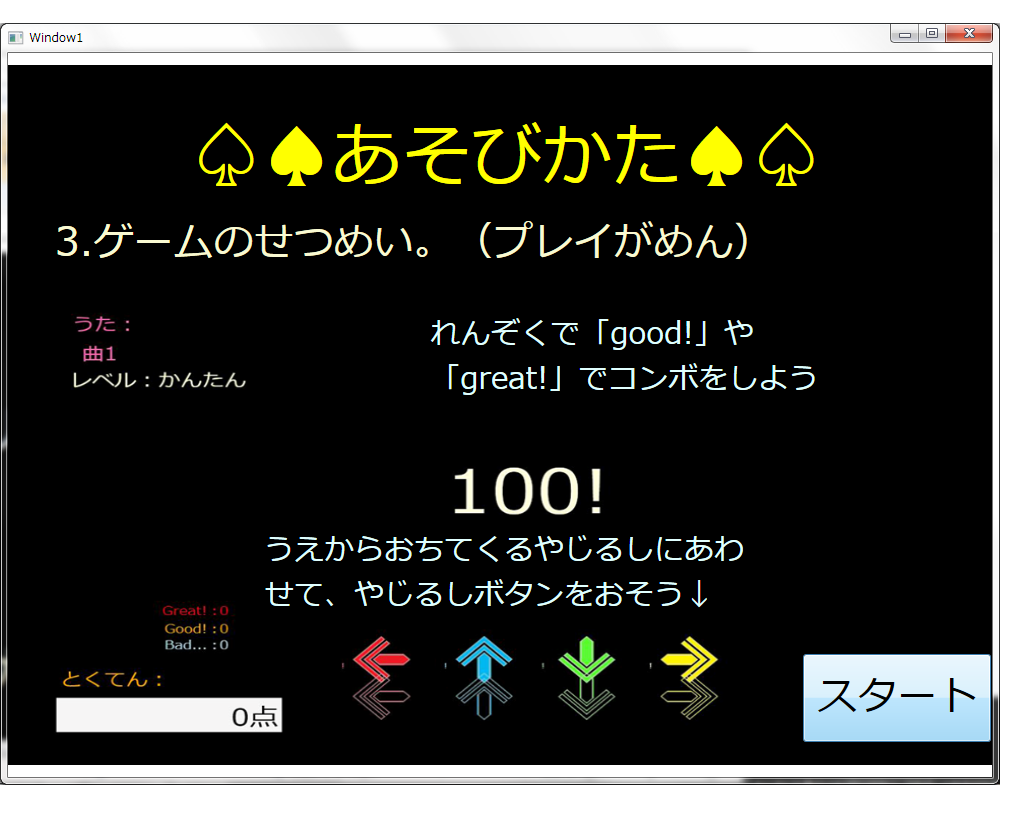 Window1
♤♠あそびかた♠♤
3.ゲームのせつめい。（プレイがめん）
うた：
曲1
レベル：かんたん
れんぞくで「good!」や
「great!」でコンボをしよう
100!
うえからおちてくるやじるしにあわ
せて、やじるしボタンをおそう↓
Great! :0
Good! :0
Bad... :0
とくてん：
0点
スタート